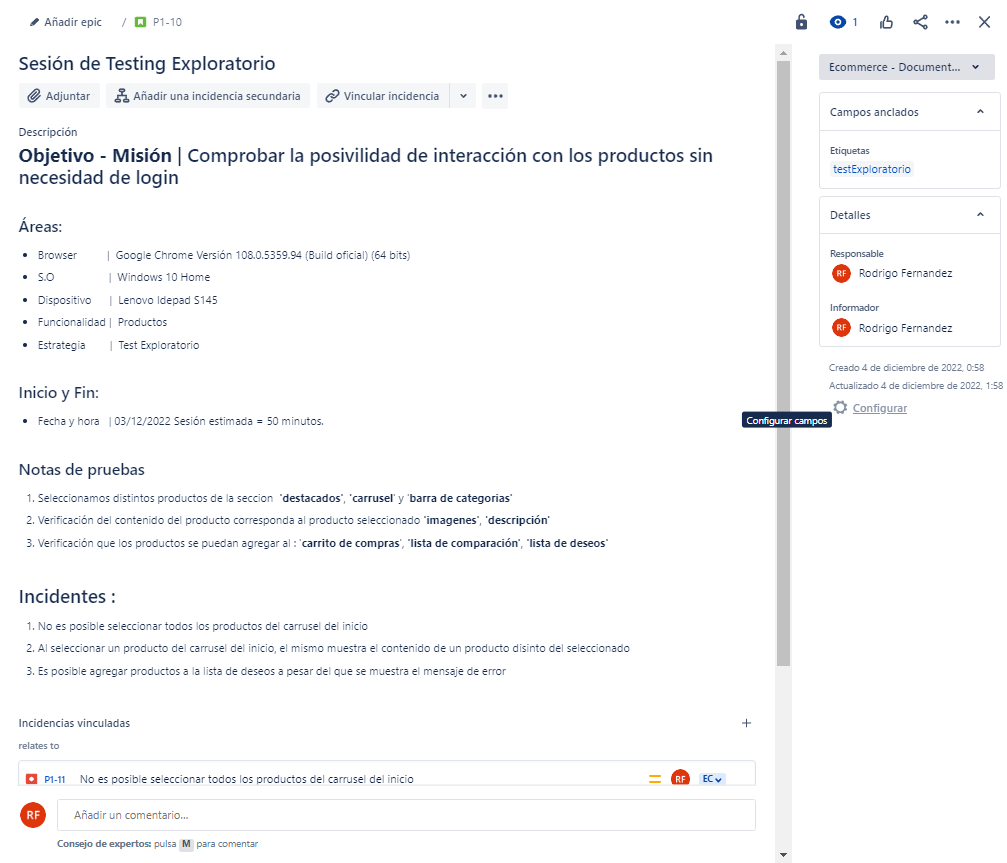 Añadir epic / P1-10
1
Sesión de Testing Exploratorio
Adjuntar Añadir una incidencia secundaria Vincular incidencia
Descripción
Objetivo - Misión | Comprobar la posivilidad de interacción con los productos sin
necesidad de login
Áreas:
• Browser | Google Chrome Versión 108.0.5359.94 (Build oficial) (64 bits)
• S.O | Windows 10 Home
• Dispositivo | Lenovo Idepad S145
• Funcionalidad | Productos
• Estrategía | Test Exploratorio
Inicio y Fin:
• Fecha y hora | 03/12/2022 Sesión estimada = 50 minutos.
Notas de pruebas
1. Seleccionamos distintos productos de la seccion 'destacados', 'carrusel' y 'barra de categorias'
2. Verificación del contenido del producto corresponda al producto seleccionado 'imagenes', 'descripción'
3. Verificación que los productos se puedan agregar al : 'carrito de compras', 'lista de comparación', 'lista de deseos'
Incidentes :
1. No es posible seleccionar todos los productos del carrusel del inicio
2. Al seleccionar un producto del carrusel del inicio, el mismo muestra el contenido de un producto disinto del seleccionado
3. Es posible agregar productos a la lista de deseos a pesar del que se muestra el mensaje de error
Incidencias vinculadas
relates to
P1-11 No es posible seleccionar todos los productos del carrusel del inicio RF EC
RF Añadir un comentario...
Consejo de expertos: pulsa M para comentar
Ecommerce - Document...
Campos anclados
Etiquetas
testExploratorio
Detalles
Responsable
RF Rodrigo Fernandez
Informador
RF Rodrigo Fernandez
Creado 4 de diciembre de 2022, 0:58
Actualizado 4 de diciembre de 2022, 1:58
Configurar
Configurar campos